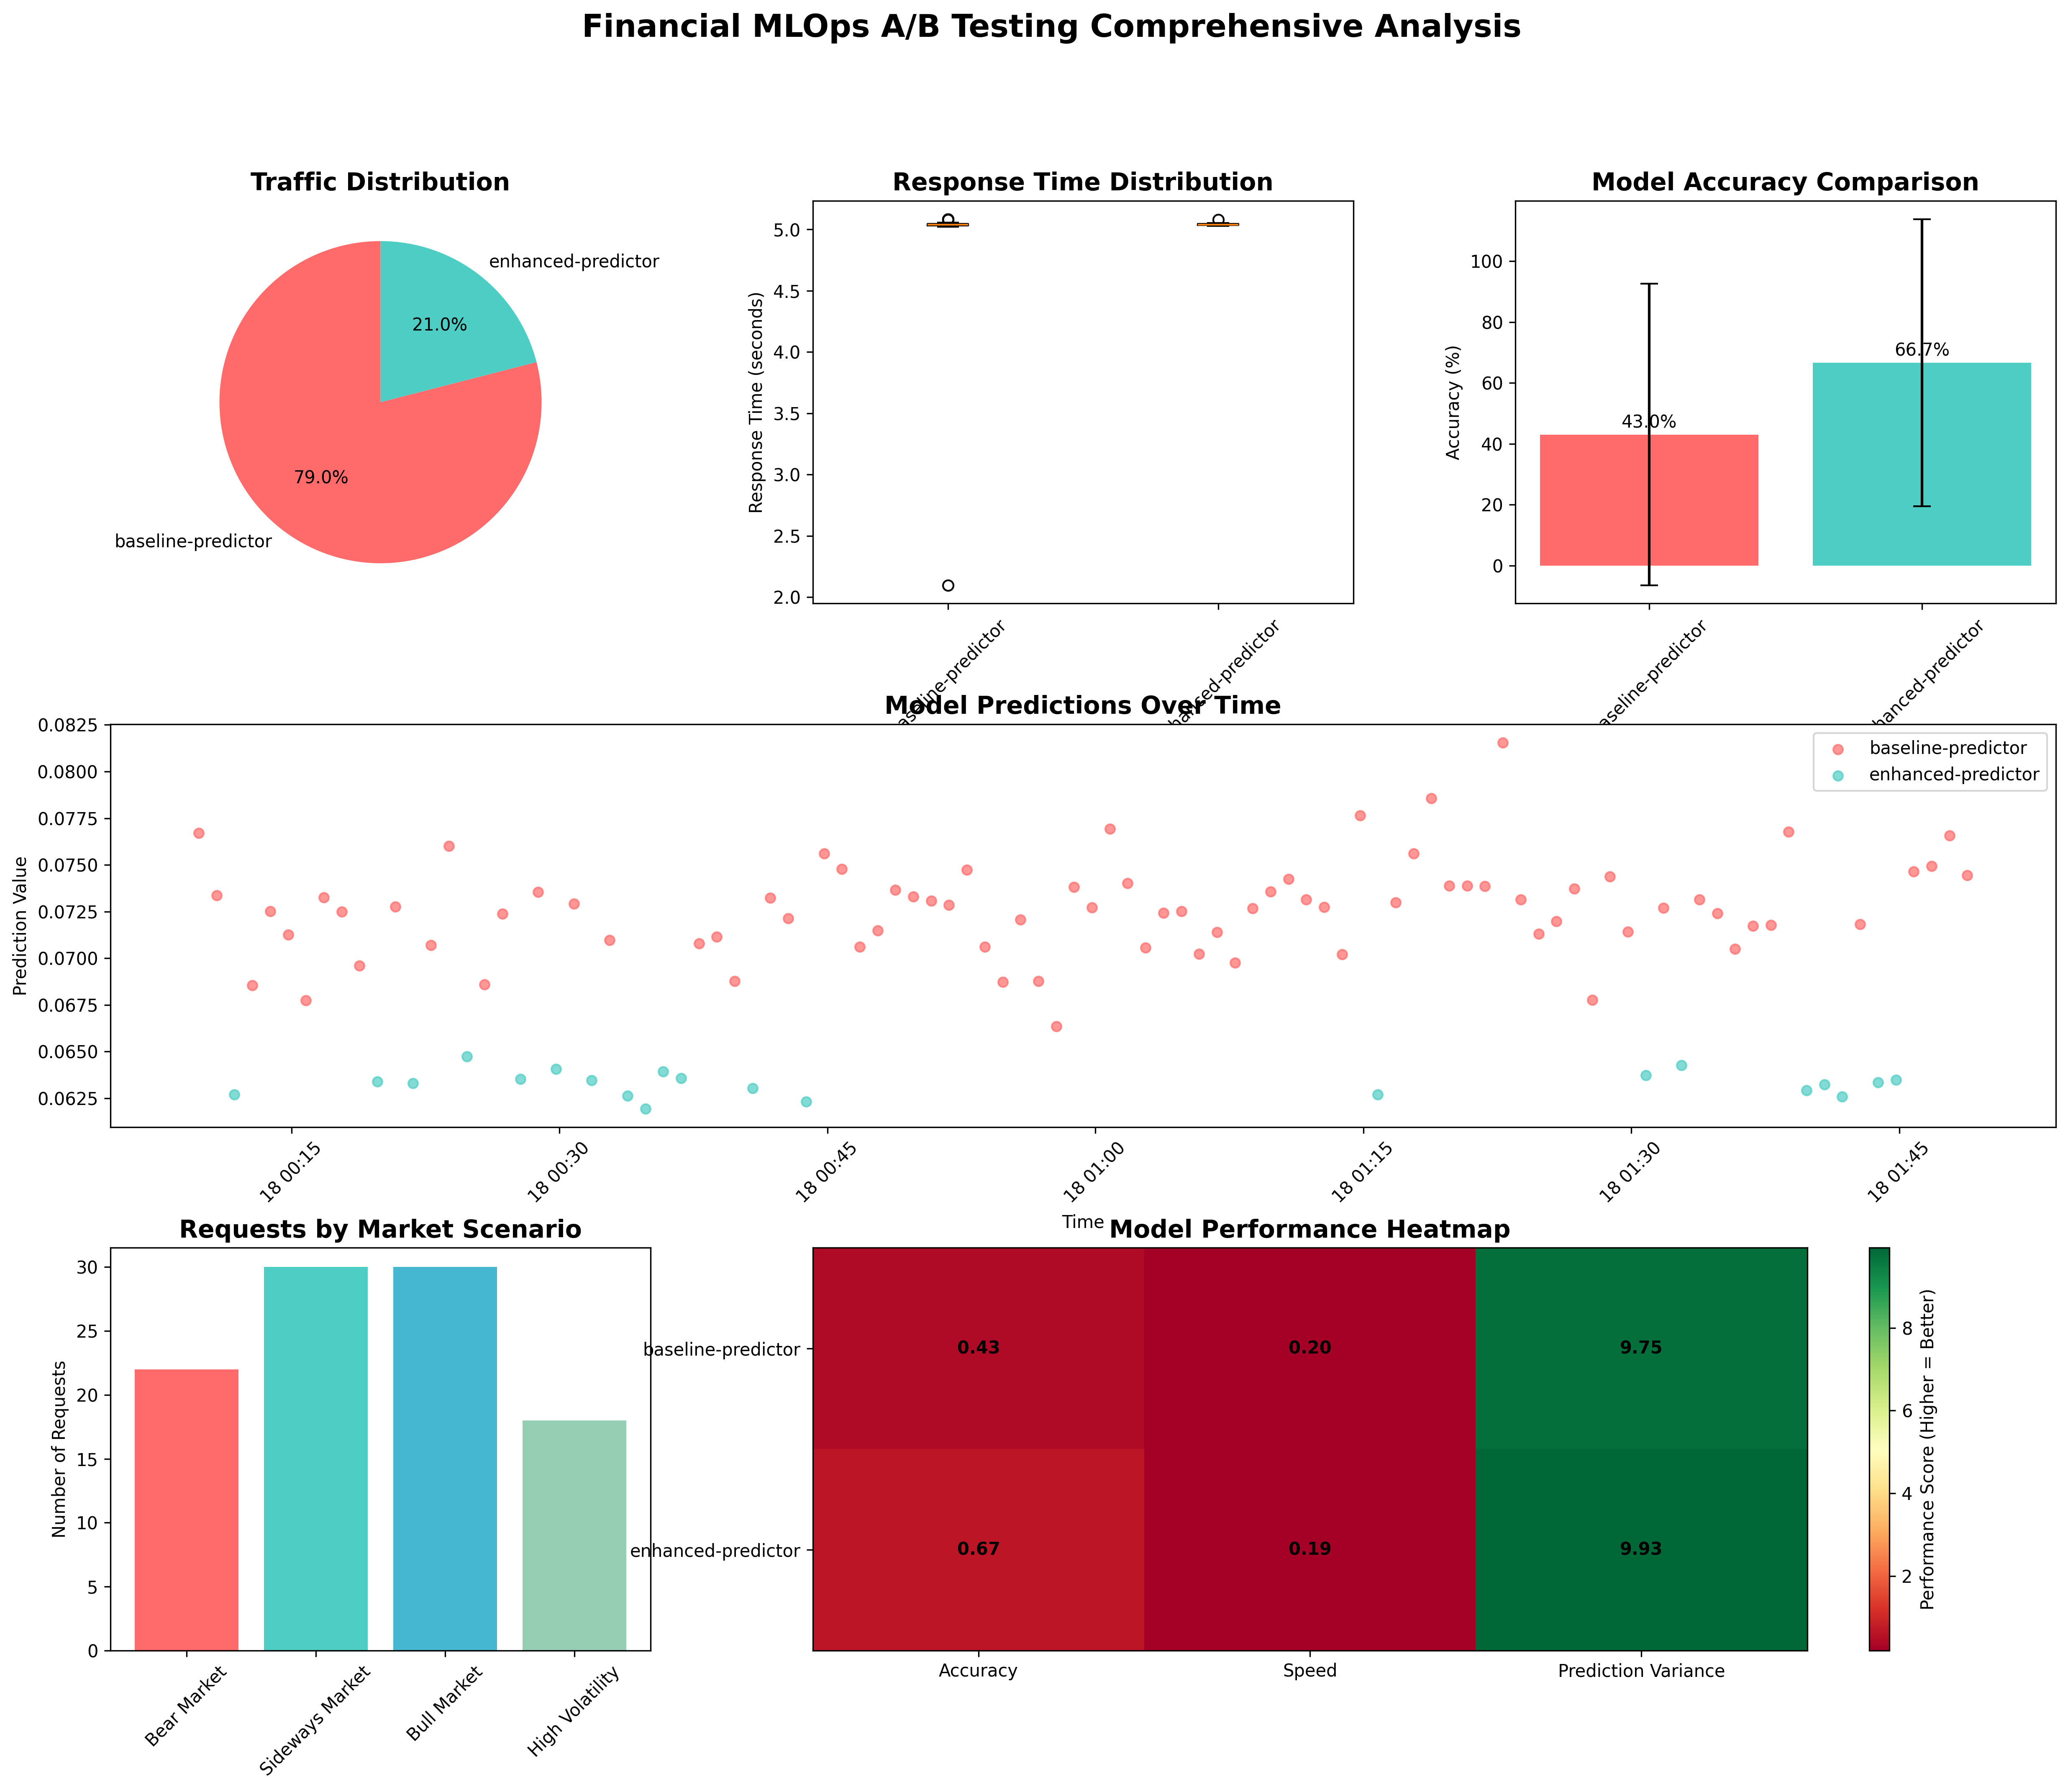 Financial MLOps A/B Testing Comprehensive Analysis
Traffic Distribution
enhanced-predictor
21.0%
79.0%
baseline-predictor
Response Time Distribution
Response Time (seconds)
5.0
4.5
4.0
3.5
3.0
2.5
2.0
aseline-predictor
hanced-predictor
Model Accuracy Comparison
Accuracy (%)
100
80
60
40
20
0
43.0%
66.7%
aseline-predictor
hanced-predictor
Model Predictions Over Time
Prediction Value
0.0825
0.0800
0.0775
0.0750
0.0725
0.0700
0.0675
0.0650
0.0625
baseline-predictor
enhanced-predictor
18 00:15
18 00:30
18 00:45
18 01:00
18 01:15
18 01:30
18 01:45
Time
Requests by Market Scenario
Number of Requests
30
25
20
15
10
5
0
Bear Market
Sideways Market
Bull Market
High Volatility
Model Performance Heatmap
baseline-predictor
0.43
0.20
9.75
enhanced-predictor
0.67
0.19
9.93
Accuracy
Speed
Prediction Variance
8
6
4
2
Performance Score (Higher = Better)